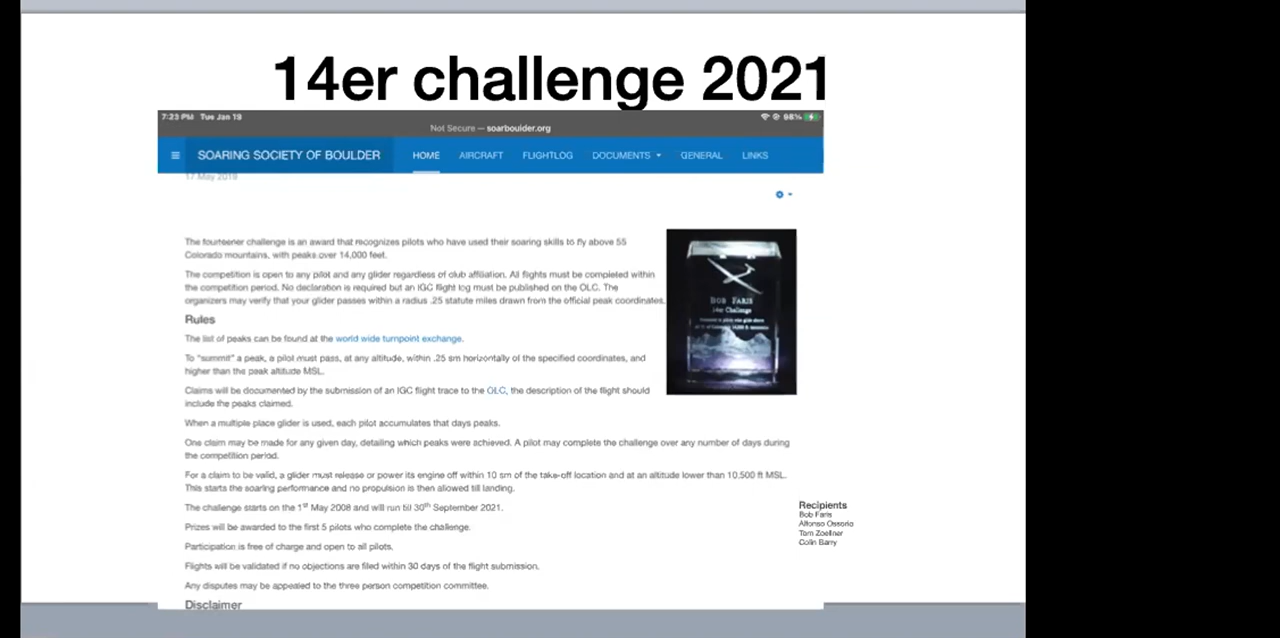 14er challenge 2021
7:23 PM Tue Jan 19
98%
Not Secure — soarboulder.org
SOARING SOCIETY OF BOULDER HOME AIRCRAFT FLIGHTLOG DOCUMENTS GENERAL LINKS
17 May 2019
The fourteener challenge is an award that recognizes pilots who have used their soaring skills to fly above 55
Colorado mountains, with peaks over 14,000 feet.
The competition is open to any pilot and any glider regardless of club affiliation. All flights must be completed within
the competition period. No declaration is required but an IGC flight log must be published on the OLC. The
organizers may verify that your glider passes within a radius .25 statute miles drawn from the official peak coordinates.
BOB FARIS
14er Challenge
Rules
The list of peaks can be found at the world wide turnpoint exchange.
To "summit" a peak, a pilot must pass, at any altitude, within .25 sm horizontally of the specified coordinates, and
higher than the peak altitude MSL.
Claims will be documented by the submission of an IGC flight trace to the OLC, the description of the flight should
include the peaks claimed.
When a multiple place glider is used, each pilot accumulates that days peaks.
One claim may be made for any given day, detailing which peaks were achieved. A pilot may complete the challenge over any number of days during
the competition period.
For a claim to be valid, a glider must release or power its engine off within 10 sm of the take-off location and at an altitude lower than 10,500 ft MSL.
This starts the soaring performance and no propulsion is then allowed till landing.
The challenge starts on the 1st May 2008 and will run till 30th September 2021.
Prizes will be awarded to the first 5 pilots who complete the challenge.
Participation is free of charge and open to all pilots.
Flights will be validated if no objections are filed within 30 days of the flight submission.
Any disputes may be appealed to the three person competition committee.
Disclaimer
Recipients
Bob Faris
Alfonso Ossorio
Tom Zoellner
Colin Barry